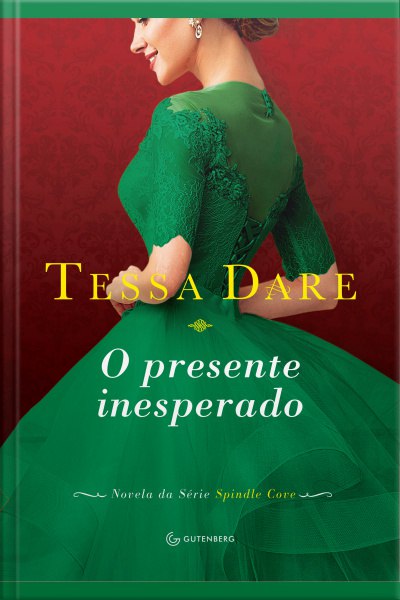 TESSA DARE
O presente
inesperado
Novela da Série Spindle Cove
GUTENBERG